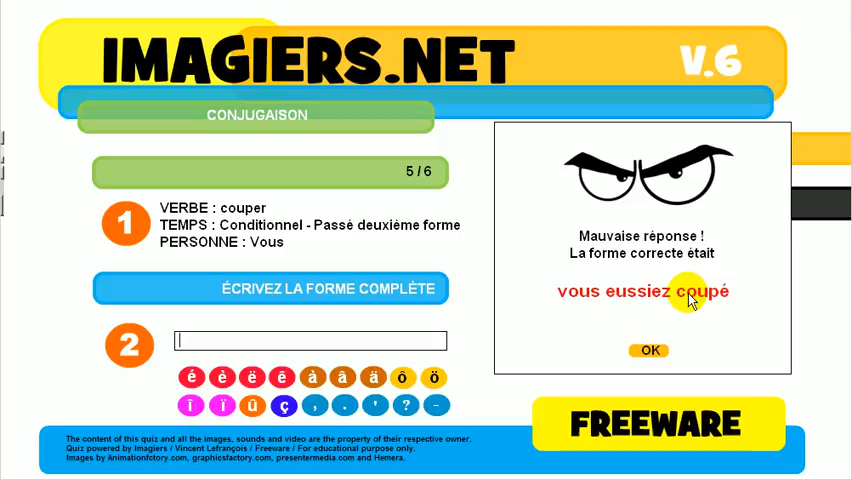 IMAGIERS.NET
V.6
CONJUGAISON
5 / 6
1
VERBE : couper
TEMPS : Conditionnel - Passé deuxième forme
PERSONNE : Vous
ÉCRIVEZ LA FORME COMPLÈTE
2
é è ë ê à â ä ô ö
î ï û ç , . ' ? -
Mauvaise réponse !
La forme correcte était
vous eussiez coupé
OK
FREEWARE
The content of this quiz and all the images, sounds and video are the property of their respective owner.
Quiz powered by Imagiers / Vincent Lefrançois / Freeware / For educational purpose only.
Images by Animationfctory.com, graphicsfactory.com, presentermedia.com and Hemera.